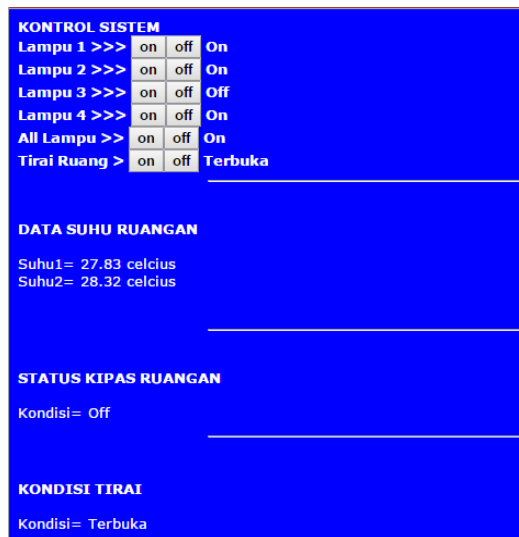 KONTROL SISTEM
Lampu 1 >>> on off On
Lampu 2 >>> on off On
Lampu 3 >>> on off Off
Lampu 4 >>> on off On
All Lampu >> on off On
Tirai Ruang > on off Terbuka
DATA SUHU RUANGAN
Suhu1= 27.83 celcius
Suhu2= 28.32 celcius
STATUS KIPAS RUANGAN
Kondisi= Off
KONDISI TIRAI
Kondisi= Terbuka